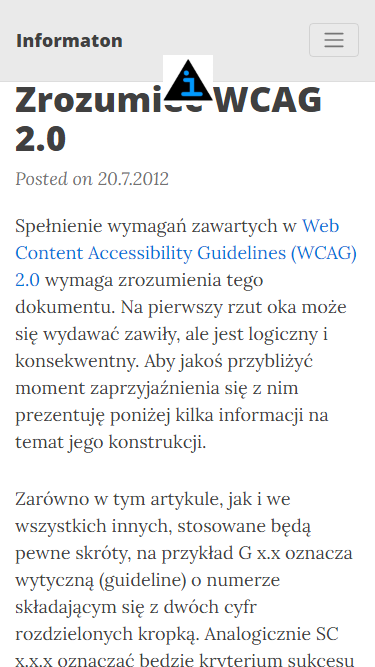 Informaton
Zrozumieć WCAG
2.0
Posted on 20.7.2012
Spełnienie wymagań zawartych w Web
Content Accessibility Guidelines (WCAG)
2.0 wymaga zrozumienia tego
dokumentu. Na pierwszy rzut oka może
się wydawać zawiły, ale jest logiczny i
konsekwentny. Aby jakoś przybliżyć
moment zaprzyjaźnienia się z nim
prezentuję poniżej kilka informacji na
temat jego konstrukcji.
Zarówno w tym artykule, jak i we
wszystkich innych, stosowane będą
pewne skróty, na przykład G x.x oznacza
wytyczną (guideline) o numerze
składającym się z dwóch cyfr
rozdzielonych kropką. Analogicznie SC
x.x.x oznaczać będzie kryterium sukcesu